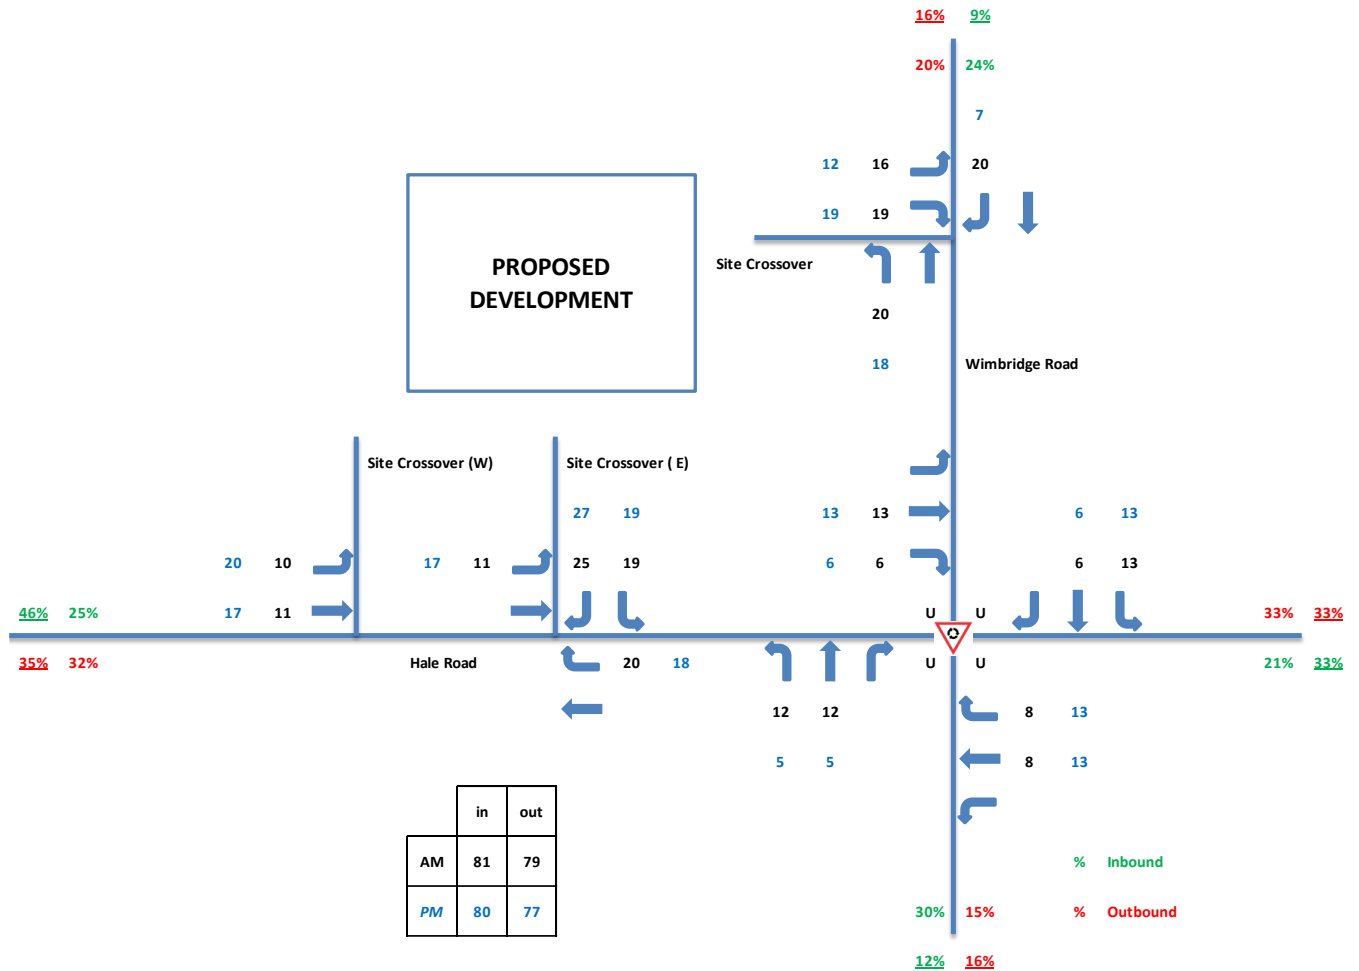 16% 9%
20% 24%
7
12 16 20
19 19
PROPOSED
DEVELOPMENT
Site Crossover
20
18 Wimbridge Road
Site Crossover (W) Site Crossover ( E)
27 19 13 13 6 13
20 10 17 11 25 19 6 6 6 13
46% 25% 17 11 U U 33% 33%
35% 32% Hale Road 20 18 U U 21% 33%
12 12 8 13
5 5 8 13
in out
AM 81 79 % Inbound
PM 80 77 30% 15% % Outbound
12% 16%